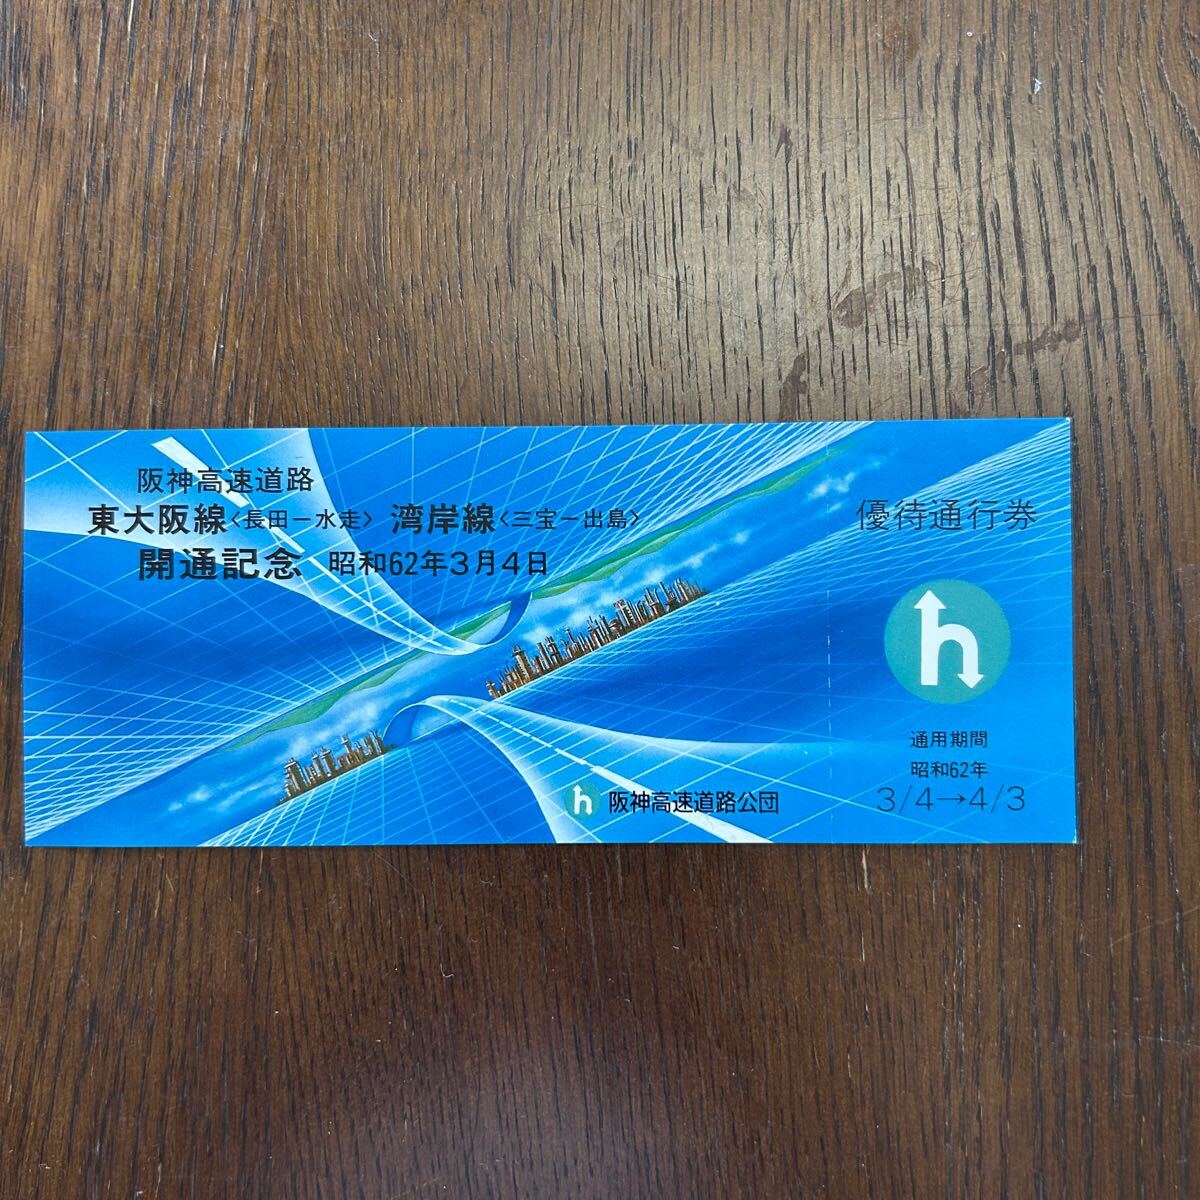 阪神高速道路
東大阪線<長田ー水走> 湾岸線<三宝ー出島>
開通記念 昭和62年3月4日
h 阪神高速道路公団
優待通行券
h
通用期間
昭和62年
3/4→4/3